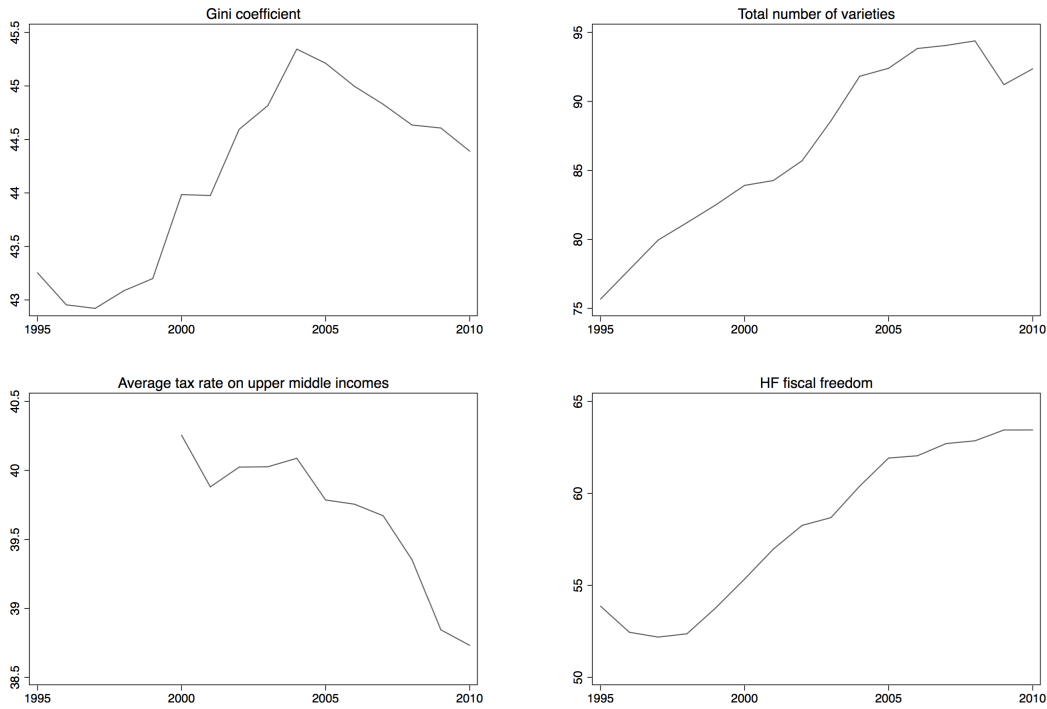 Gini coefficient
45.5
45
44.5
44
43.5
43
1995 2000 2005 2010
Total number of varieties
95
90
85
80
75
1995 2000 2005 2010
Average tax rate on upper middle incomes
40.5
40
39.5
39
38.5
1995 2000 2005 2010
HF fiscal freedom
65
60
55
50
1995 2000 2005 2010